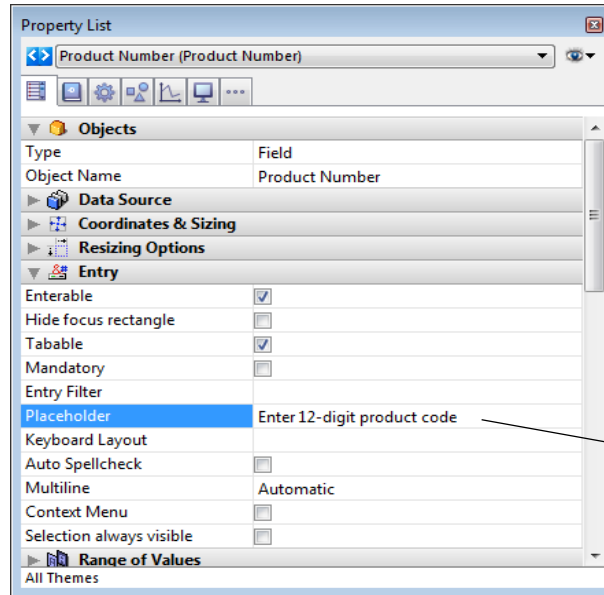 Property List
Product Number (Product Number)
Objects
Type Field
Object Name Product Number
Data Source
Coordinates & Sizing
Resizing Options
Entry
Enterable
Hide focus rectangle
Tabable
Mandatory
Entry Filter
Placeholder Enter 12-digit product code
Keyboard Layout
Auto Spellcheck
Multiline Automatic
Context Menu
Selection always visible
Range of Values
All Themes